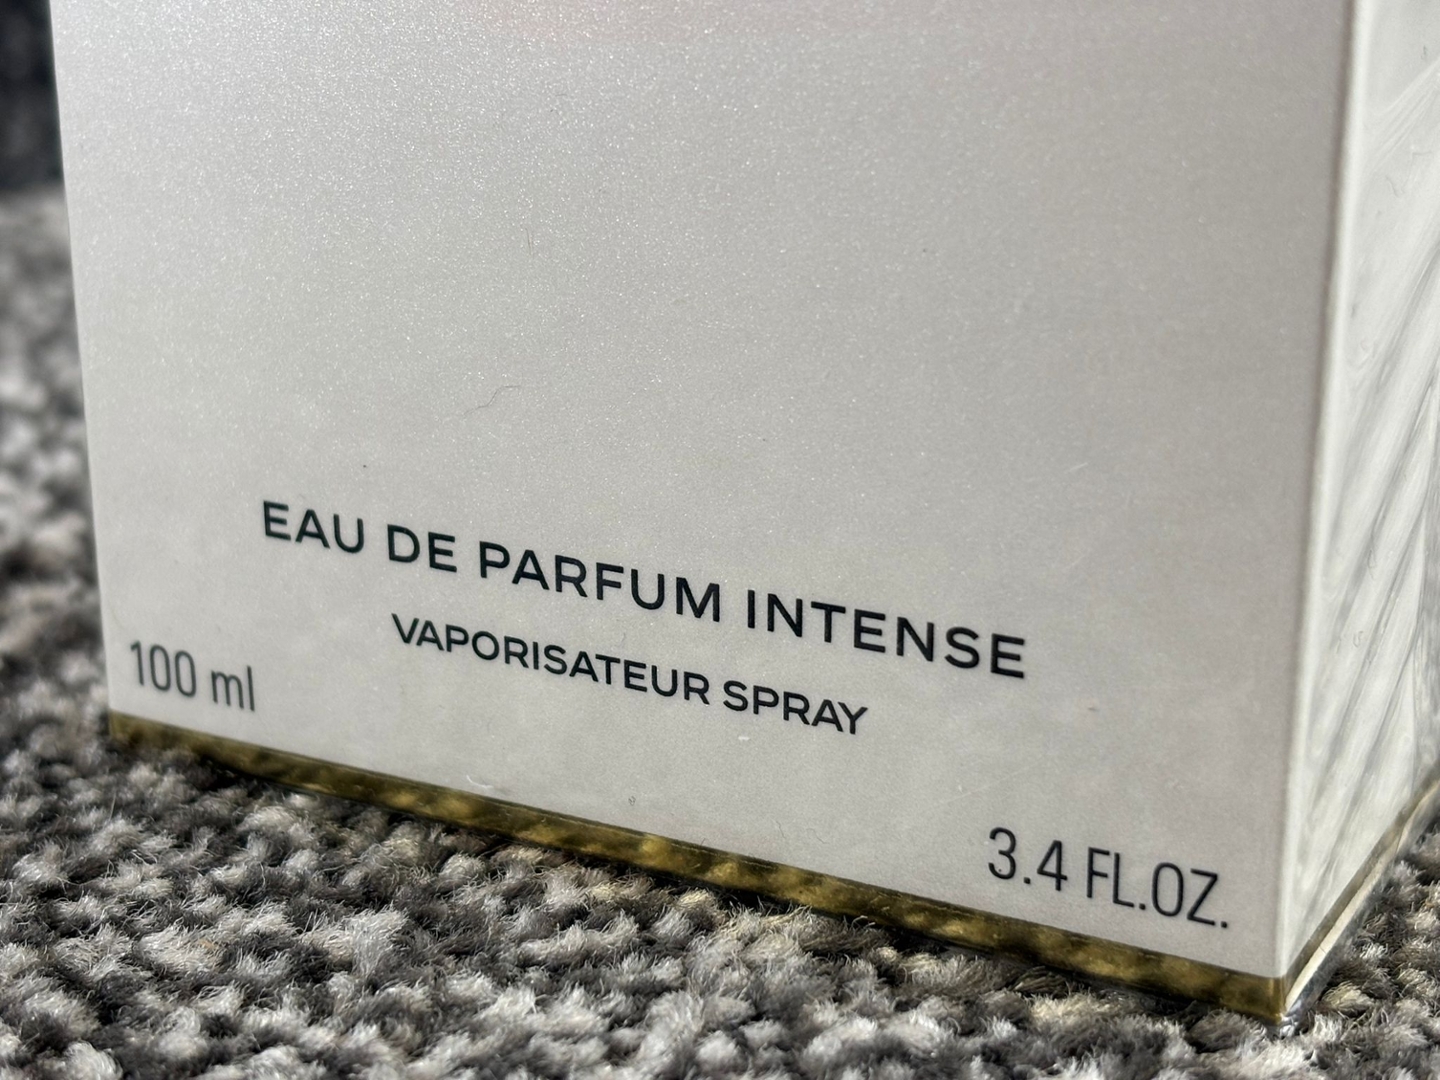 EAU DE PARFUM INTENSE
VAPORISATEUR SPRAY
100 ml
3.4 FL.OZ.